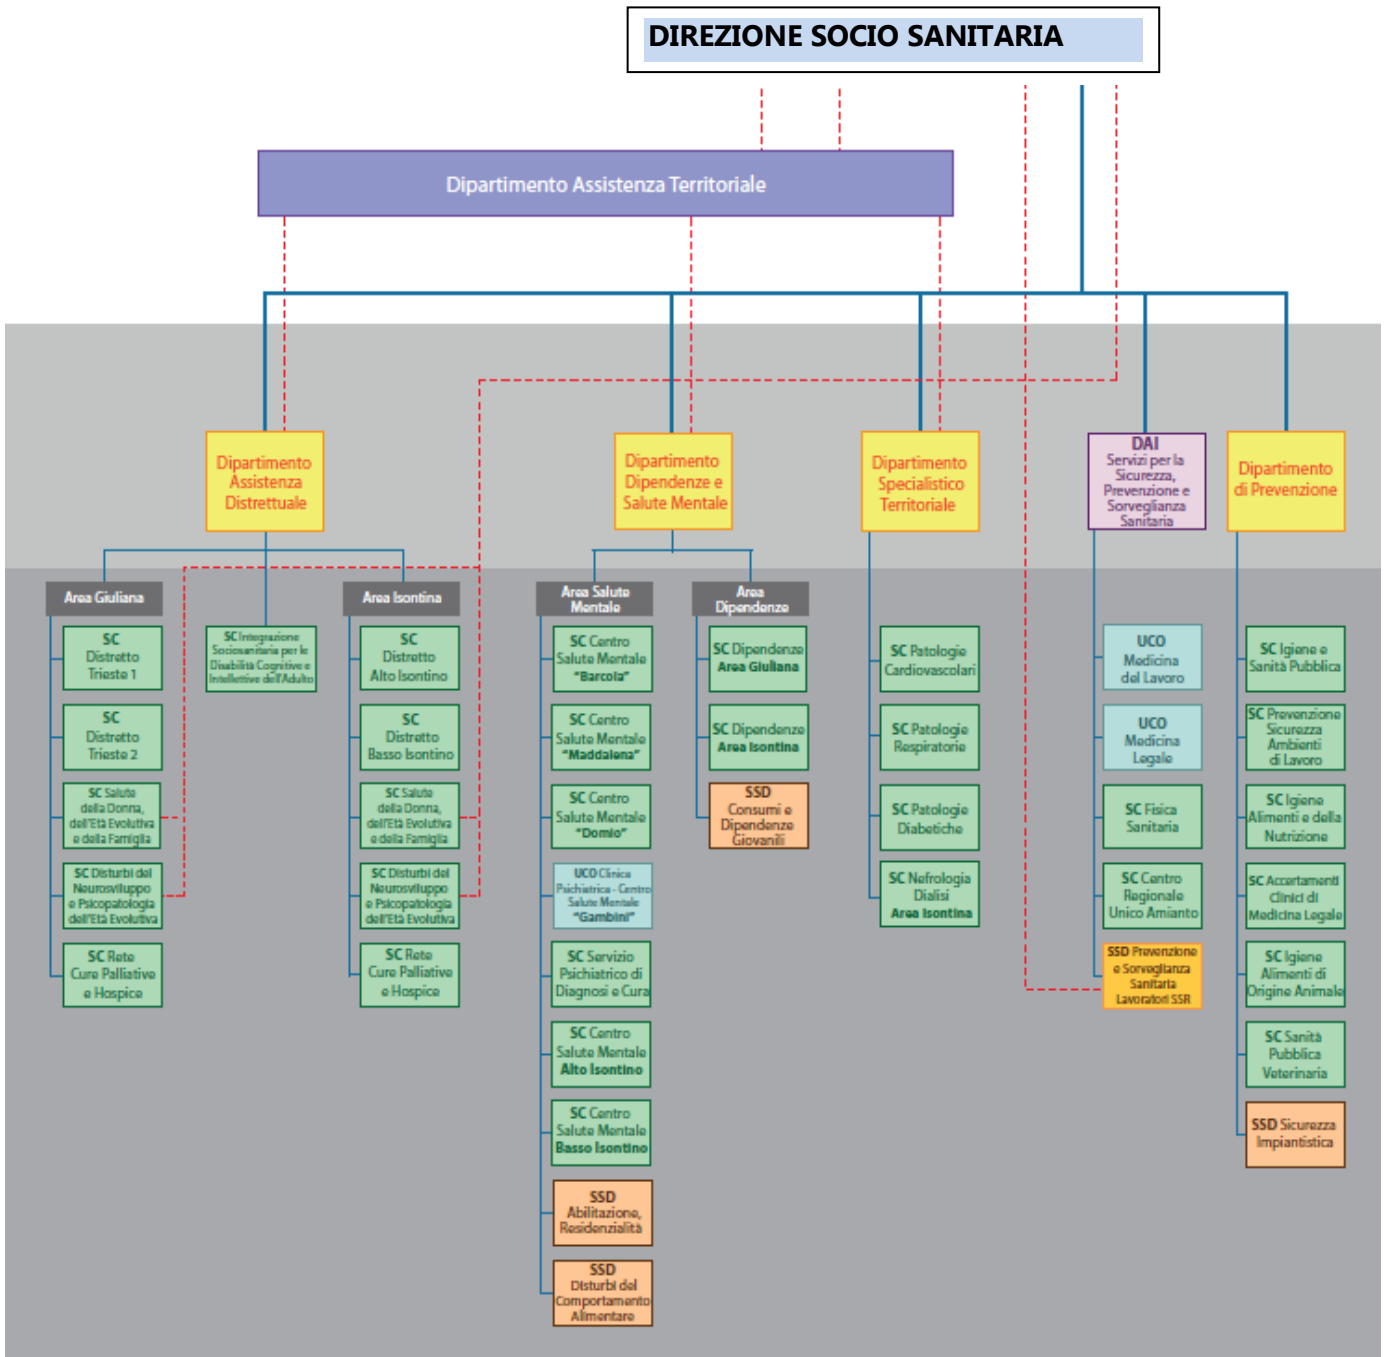 DIREZIONE SOCIO SANITARIA
Dipartimento Assistenza Territoriale
Dipartimento
Assistenza
Distrettuale
Dipartimento
Dipendenze e
Salute Mentale
Dipartimento
Specialistico
Territoriale
DAI
Servizi per la
Sicurezza,
Prevenzione e
Sorveglianza
Sanitaria
Dipartimento
di Prevenzione
Area Giuliana
SC
Distretto
Trieste 1
SC
Distretto
Trieste 2
SC Salute
della Donna,
dell'Età Evolutiva
e della Famiglia
SC Disturbi del
Neurosviluppo
e Psicopatologia
dell'Età Evolutiva
SC Rete
Cure Palliative
e Hospice
SC Integrazione
Sociosanitaria per le
Disabilità Cognitive e
Intellettive dell'Adulto
Area Isontina
SC
Distretto
Alto Isontino
SC
Distretto
Basso Isontino
SC Salute
della Donna,
dell'Età Evolutiva
e della Famiglia
SC Disturbi del
Neurosviluppo
e Psicopatologia
dell'Età Evolutiva
SC Rete
Cure Palliative
e Hospice
Area Salute
Mentale
SC Centro
Salute Mentale
"Barcola"
SC Centro
Salute Mentale
"Maddalena"
SC Centro
Salute Mentale
"Domio"
UCO Clinica
Psichiatrica - Centro
Salute Mentale
"Gambini"
SC Servizio
Psichiatrico di
Diagnosi e Cura
SC Centro
Salute Mentale
Alto Isontino
SC Centro
Salute Mentale
Basso Isontino
SSD
Abilitazione,
Residenzialità
SSD
Disturbi del
Comportamento
Alimentare
Area
Dipendenze
SC Dipendenze
Area Giuliana
SC Dipendenze
Area Isontina
SSD
Consumi e
Dipendenze
Giovanili
SC Patologie
Cardiovascolari
SC Patologie
Respiratorie
SC Patologie
Diabetiche
SC Nefrologia
Dialisi
Area Isontina
UCO
Medicina
del Lavoro
UCO
Medicina
Legale
SC Fisica
Sanitaria
SC Centro
Regionale
Unico Amianto
SSD Prevenzione
e Sorveglianza
Sanitaria
Lavoratori SSR
SC Igiene e
Sanità Pubblica
SC Prevenzione
Sicurezza
Ambienti
di Lavoro
SC Igiene
Alimenti e della
Nutrizione
SC Accertamenti
Clinici di
Medicina Legale
SC Igiene
Alimenti di
Origine Animale
SC Sanità
Pubblica
Veterinaria
SSD Sicurezza
Impiantistica